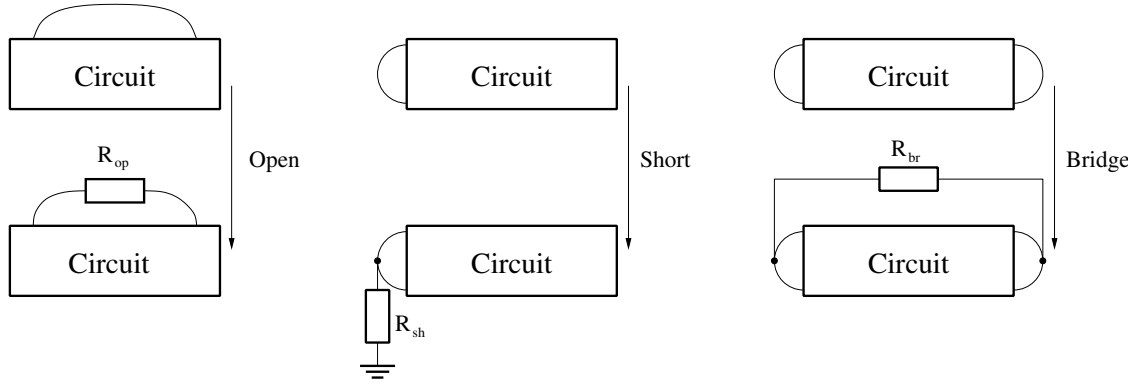 Circuit
R_op
Open
Circuit
Circuit
Short
Circuit
R_sh
Circuit
R_br
Bridge
Circuit